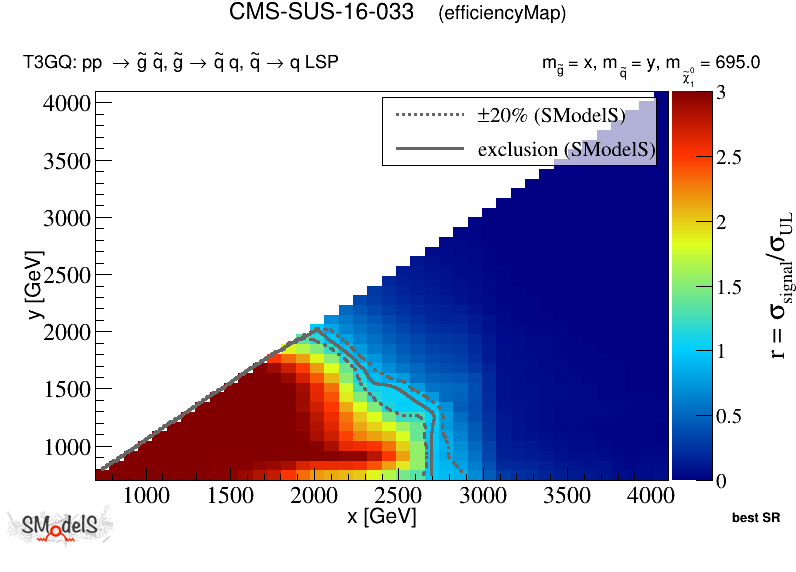 CMS-SUS-16-033 (efficiencyMap)
T3GQ: pp → g̃ q̃, g̃ → q̃ q, q̃ → q LSP
m_g̃ = x, m_q̃ = y, m_χ̃₁⁰ = 695.0
±20% (SModelS)
exclusion (SModelS)
4000
3500
3000
2500
2000
1500
1000
y [GeV]
1000 1500 2000 2500 3000 3500 4000
x [GeV]
3
2.5
2
1.5
1
0.5
0
r = σ_signal/σ_UL
SModelS
best SR